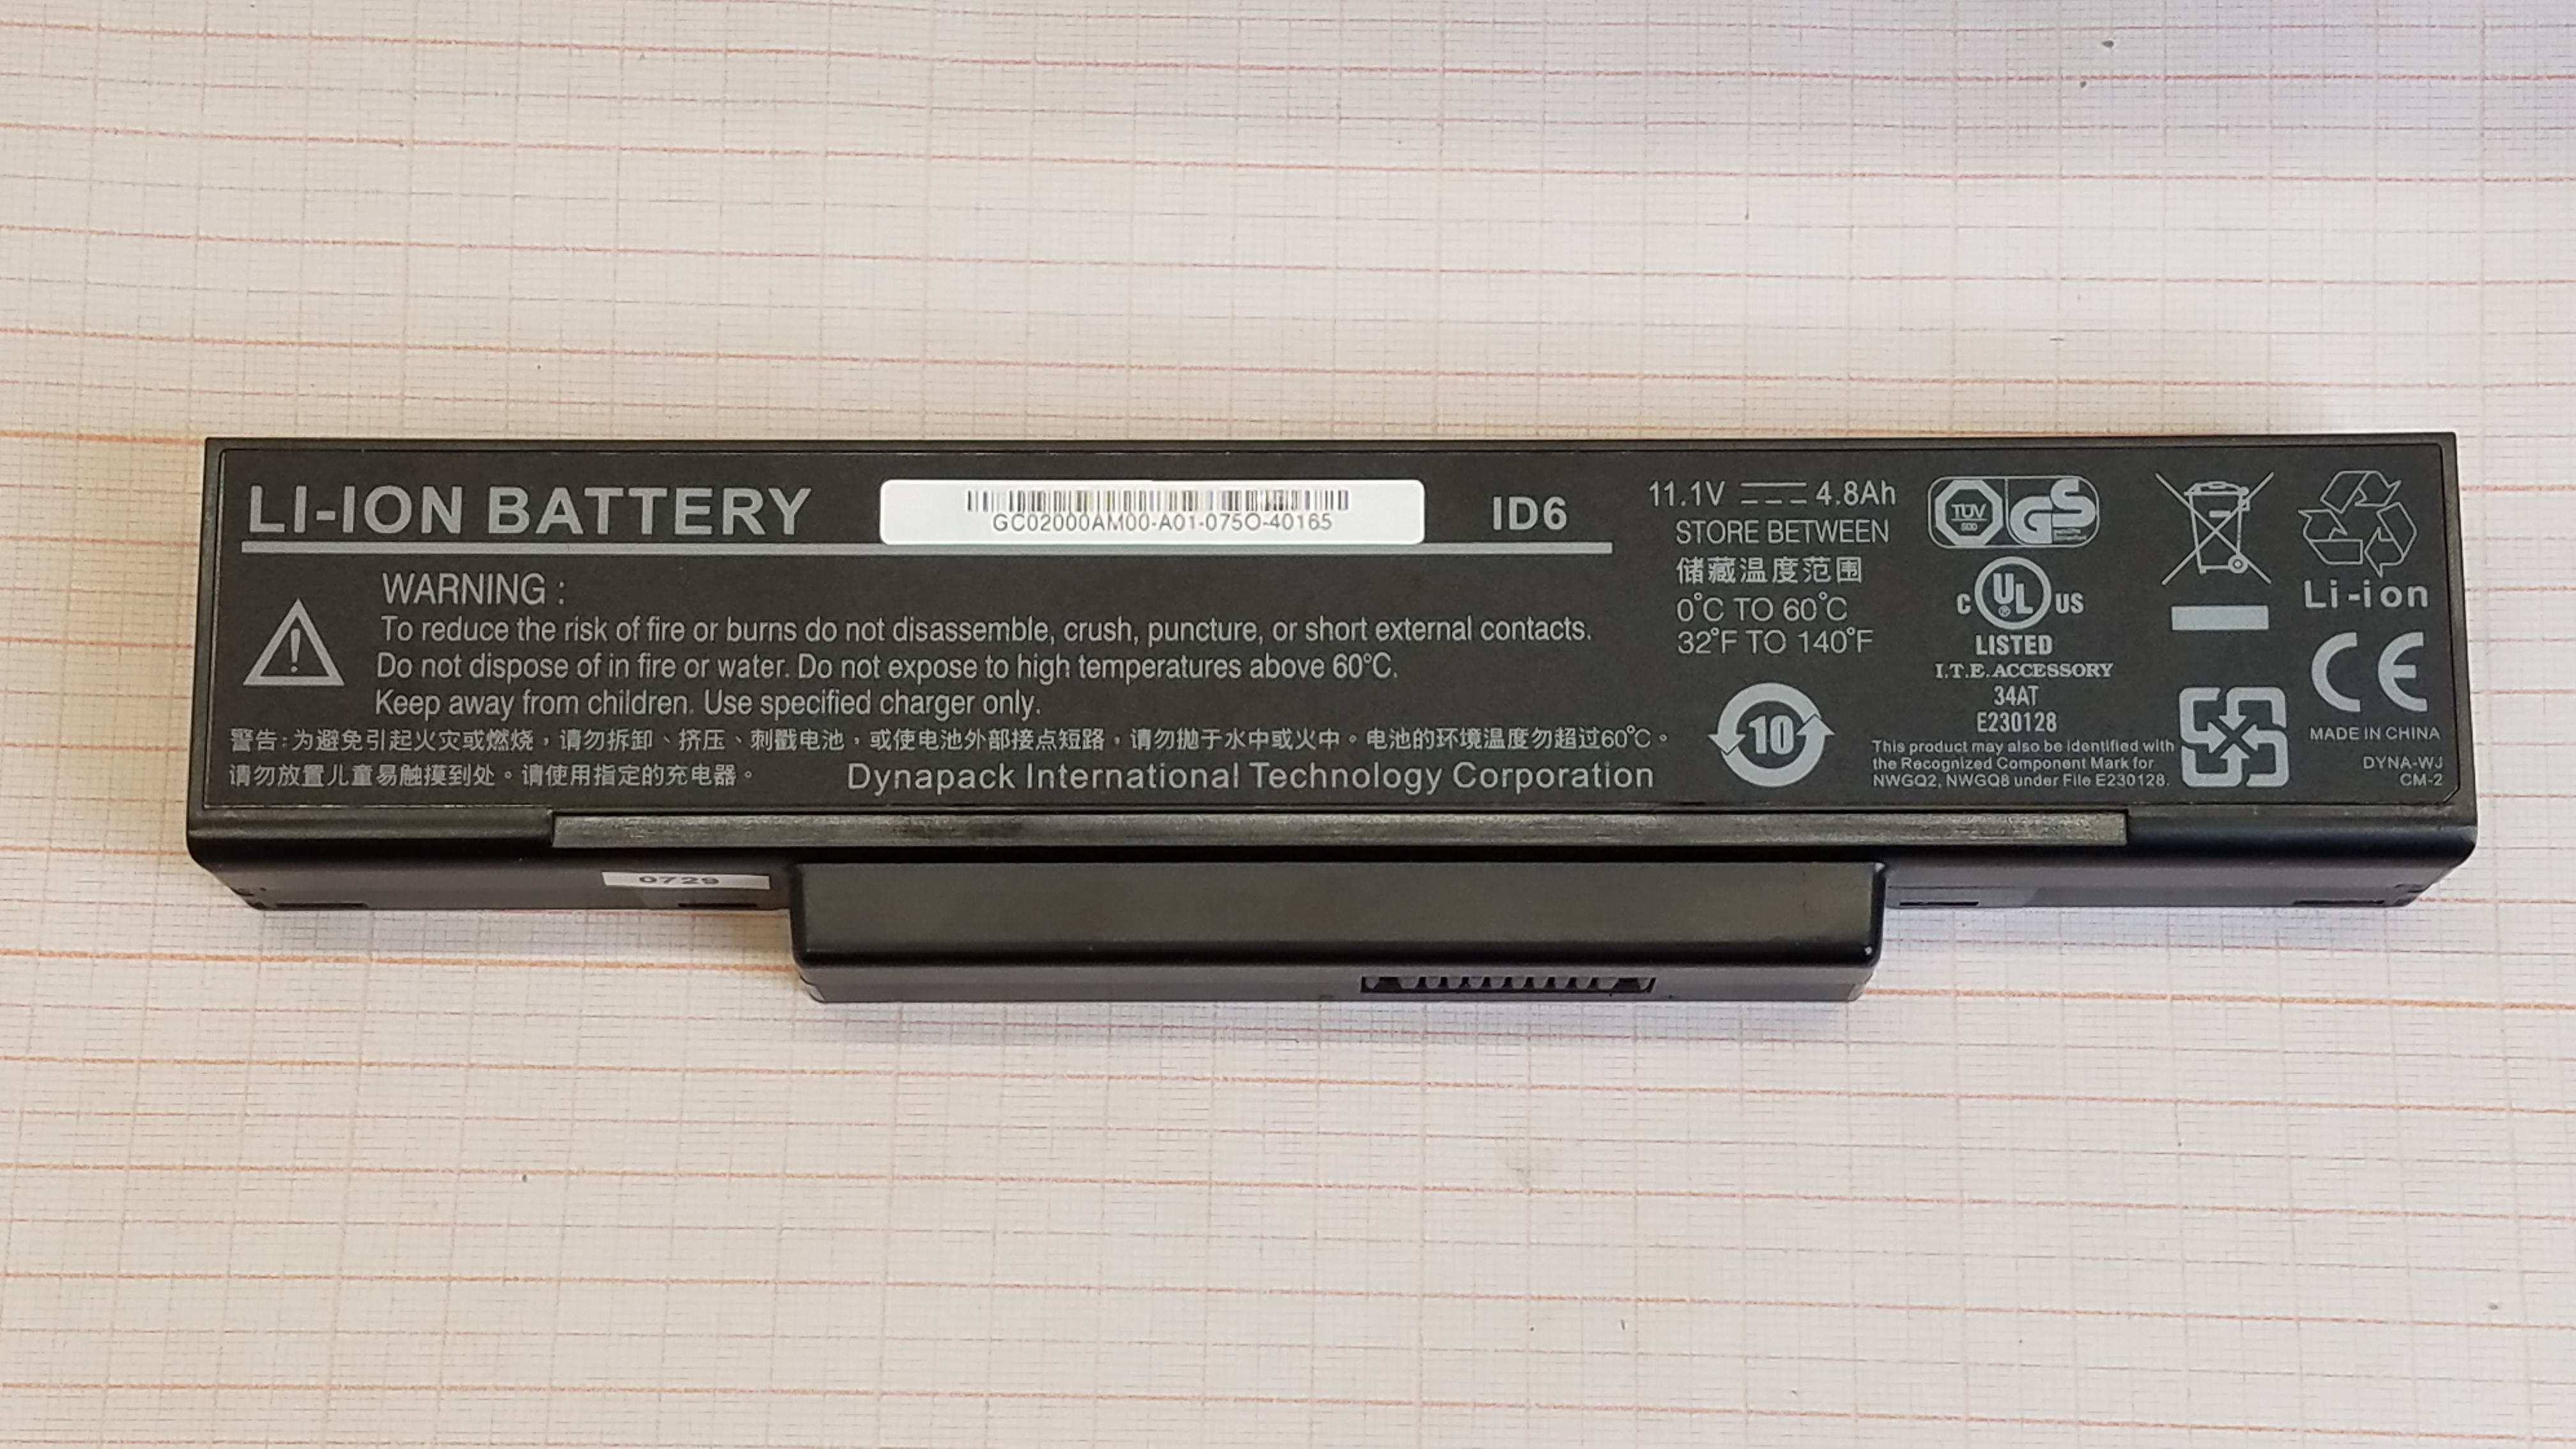 LI-ION BATTERY
GC02000AM00-A01-075O-40165
ID6
WARNING :
To reduce the risk of fire or burns do not disassemble, crush, puncture, or short external contacts.
Do not dispose of in fire or water. Do not expose to high temperatures above 60°C.
Keep away from children. Use specified charger only.
警告:为避免引起火灾或燃烧，请勿拆卸、挤压、刺戳电池，或使电池外部接点短路，请勿抛于水中或火中。电池的环境温度勿超过60℃。
请勿放置儿童易触摸到处。请使用指定的充电器。
Dynapack International Technology Corporation
11.1V ⎓ 4.8Ah
STORE BETWEEN
储藏温度范围
0°C TO 60°C
32°F TO 140°F
10
TUV
GS
C UL US
®
LISTED
I.T.E. ACCESSORY
34AT
E230128
This product may also be identified with
the Recognized Component Mark for
NWGQ2, NWGQ8 under File E230128.
Li-ion
CE
MADE IN CHINA
DYNA-WJ
CM-2
0729